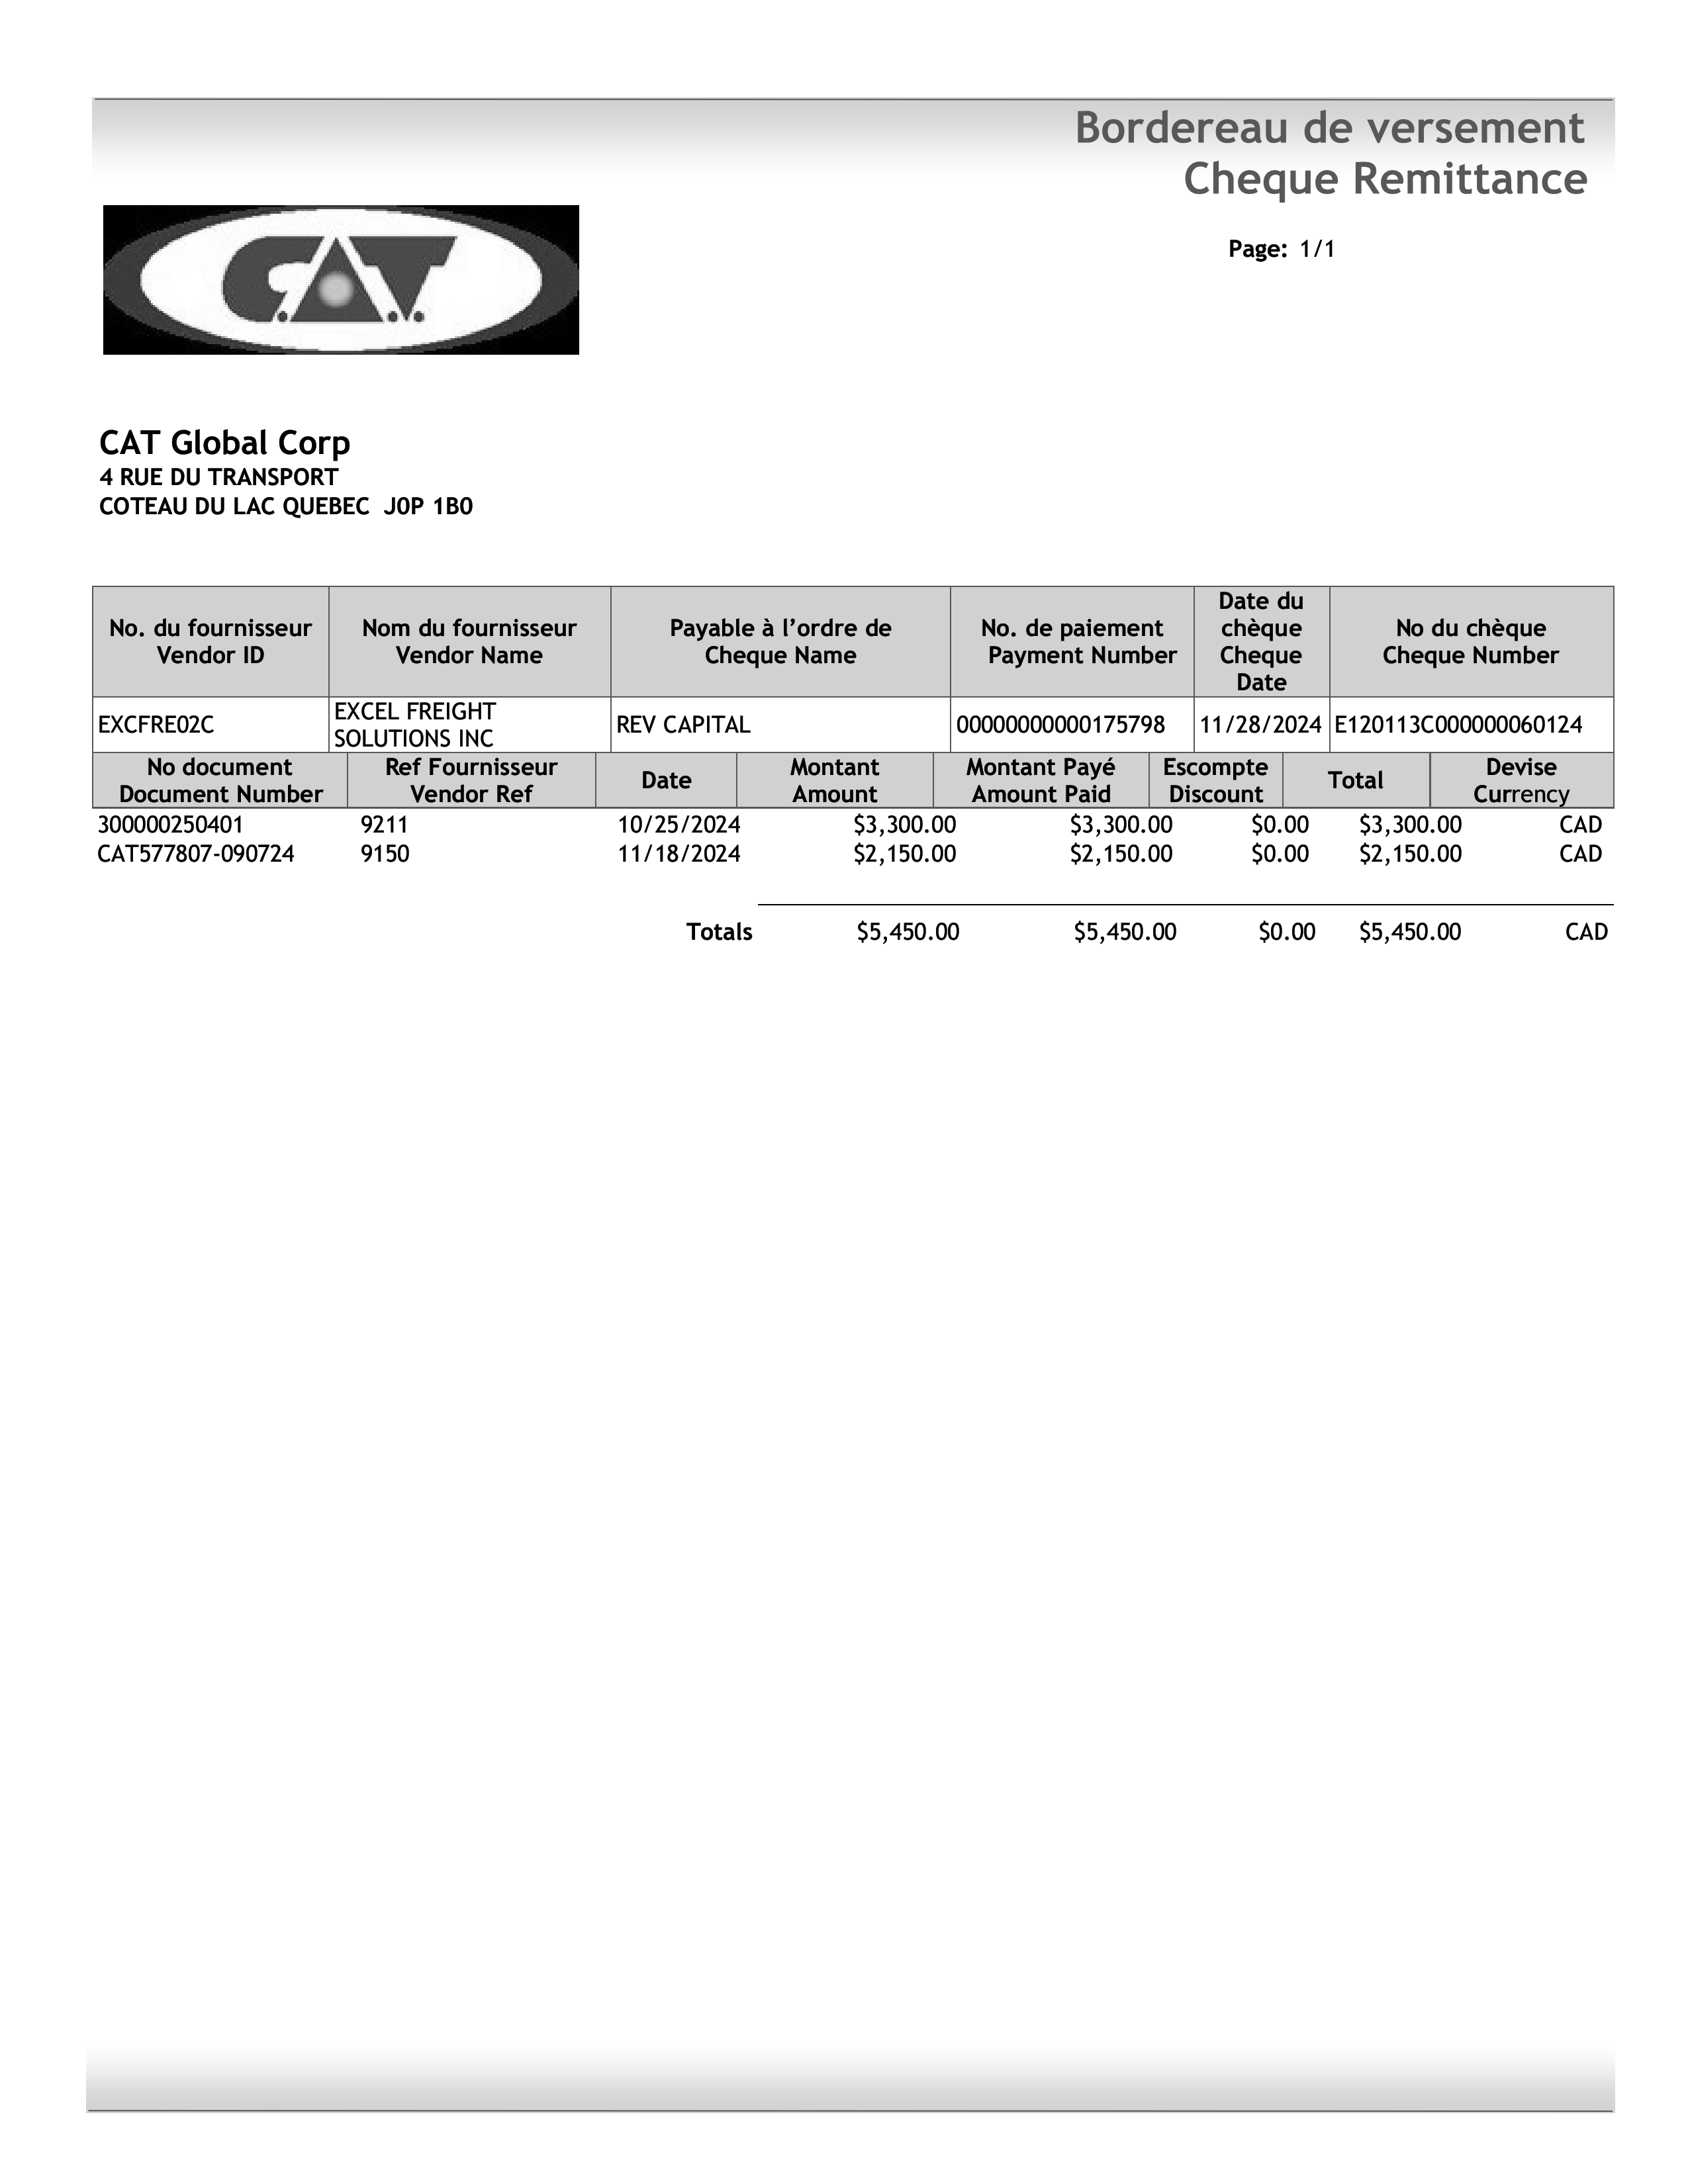 Bordereau de versement
Cheque Remittance
Page: 1/1
C.A.T.
CAT Global Corp
4 RUE DU TRANSPORT
COTEAU DU LAC QUEBEC J0P 1B0
No. du fournisseur
Vendor ID
Nom du fournisseur
Vendor Name
Payable à l’ordre de
Cheque Name
No. de paiement
Payment Number
Date du
chèque
Cheque
Date
No du chèque
Cheque Number
EXCFRE02C
EXCEL FREIGHT
SOLUTIONS INC
REV CAPITAL
00000000000175798
11/28/2024
E120113C000000060124
No document
Document Number
Ref Fournisseur
Vendor Ref
Date
Montant
Amount
Montant Payé
Amount Paid
Escompte
Discount
Total
Devise
Currency
300000250401 9211 10/25/2024 $3,300.00 $3,300.00 $0.00 $3,300.00 CAD
CAT577807-090724 9150 11/18/2024 $2,150.00 $2,150.00 $0.00 $2,150.00 CAD
Totals $5,450.00 $5,450.00 $0.00 $5,450.00 CAD